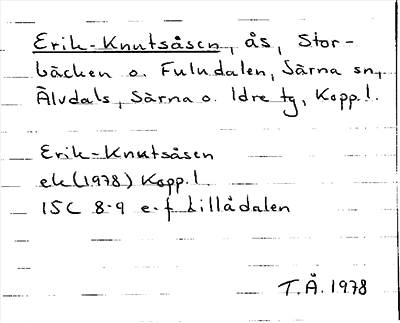 Erik-Knutsåsen, ås, Stor-
bäcken o. Fuludalen, Särna sn,
Älvdals, Särna o. Idre tg, Kopp.l.
Erik-Knutsåsen
ek (1978) Kopp.l.
15C 8-9 e-f Lillådalen
T.Å. 1978